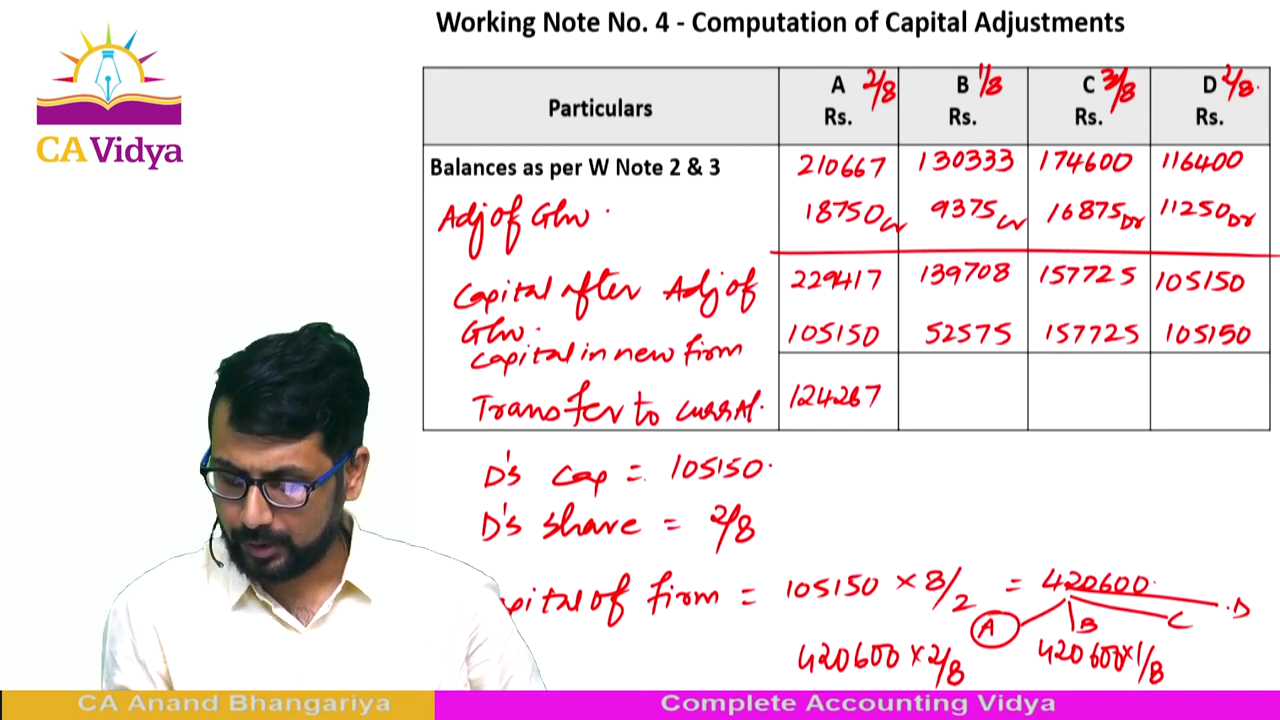 Working Note No. 4 - Computation of Capital Adjustments
CA Vidya
Particulars A 2/8 Rs. B 1/8 Rs. C 3/8 Rs. D 2/8 Rs.
Balances as per W Note 2 & 3 210667 130333 174600 116400
Adj of Glw. 18750 Cr 9375 Cr 16875 Dr 11250 Dr
Capital after Adj of Glw. 229417 139708 157725 105150
Capital in new firm 105150 52575 157725 105150
Transfer to 124267
D's cap = 105150.
D's share = 2/8
of firm = 105150 × 8/2 = 420600
A B C D
420600 × 2/8 420600 × 1/8
CA Anand Bhangariya
Complete Accounting Vidya